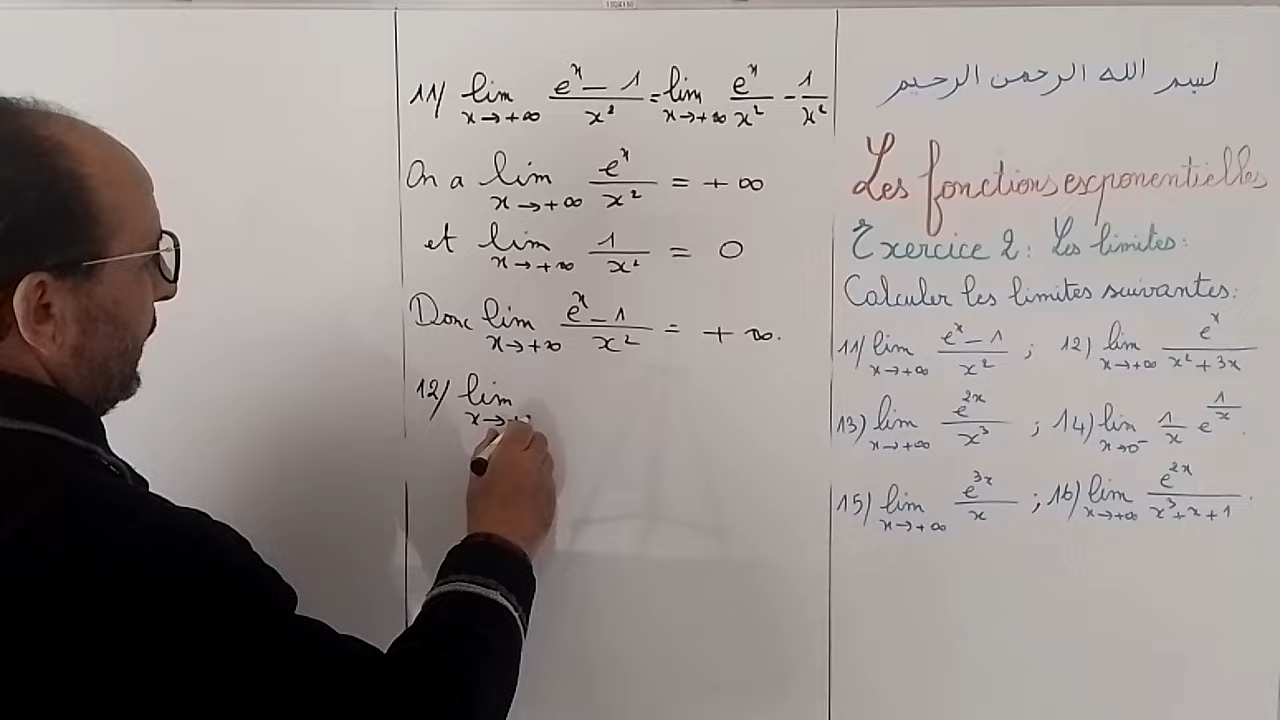 11/ lim x→+∞ (e^x − 1)/x² = lim x→+∞ e^x/x² − 1/x²
On a lim x→+∞ e^x/x² = +∞
et lim x→+∞ 1/x² = 0
Donc lim x→+∞ (e^x − 1)/x² = +∞.
12/ lim x→+
بسم الله الرحمن الرحيم
Les fonctions exponentielles
Exercice 2: Les limites:
Calculer les limites suivantes:
11) lim x→+∞ (e^x − 1)/x² ; 12) lim x→+∞ e^x/(x² + 3x)
13) lim x→+∞ e^2x/x³ ; 14) lim x→0⁻ 1/x e^(1/x).
15) lim x→+∞ e^3x/x ; 16) lim x→+∞ e^2x/(x³ + x + 1).